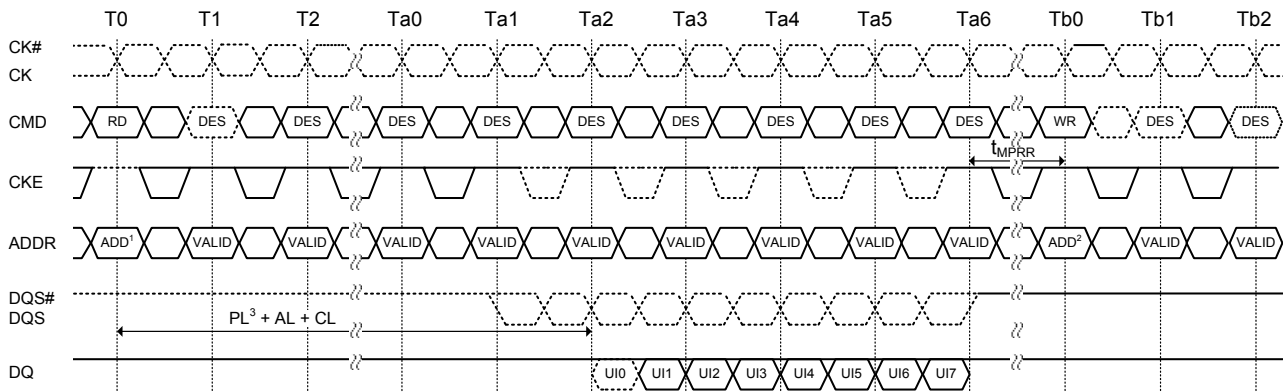 T0 T1 T2 Ta0 Ta1 Ta2 Ta3 Ta4 Ta5 Ta6 Tb0 Tb1 Tb2
CK#
CK
CMD RD DES DES DES DES DES DES DES DES DES WR DES DES
tMPRR
CKE
ADDR ADD¹ VALID VALID VALID VALID VALID VALID VALID VALID VALID ADD² VALID VALID
DQS#
DQS
PL³ + AL + CL
DQ UI0 UI1 UI2 UI3 UI4 UI5 UI6 UI7